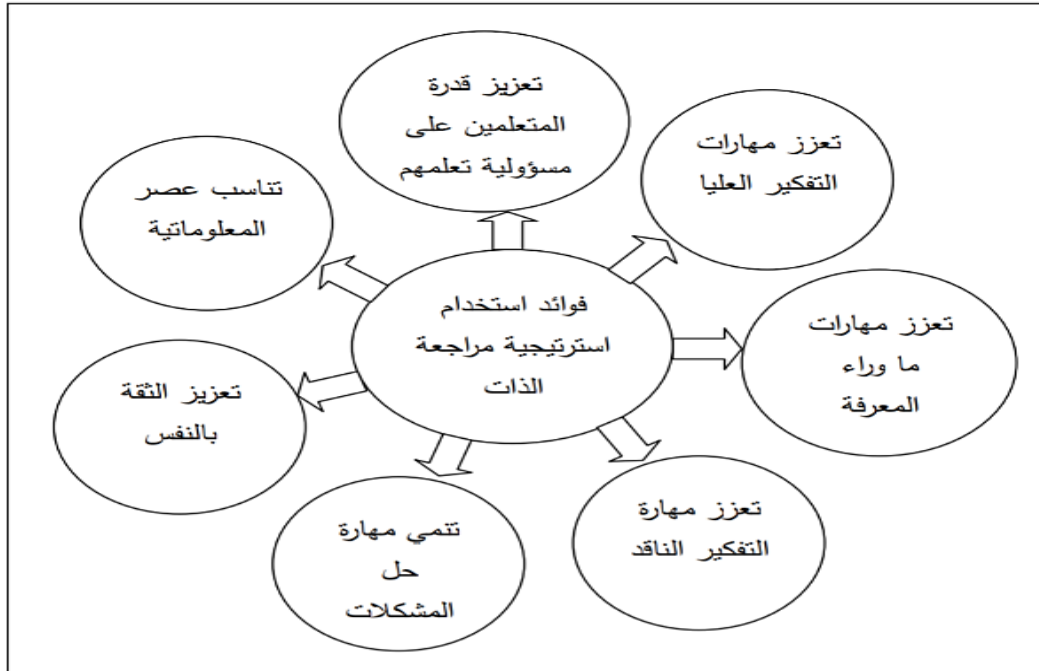 تعزيز قدرة
المتعلمين على
مسؤولية تعلمهم
تعزز مهارات
التفكير العليا
تعزز مهارات
ما وراء
المعرفة
تعزز مهارة
التفكير الناقد
تتمي مهارة
حل
المشكلات
تعزيز الثقة
بالنفس
تناسب عصر
المعلوماتية
فوائد استخدام
استرتيجية مراجعة
الذات